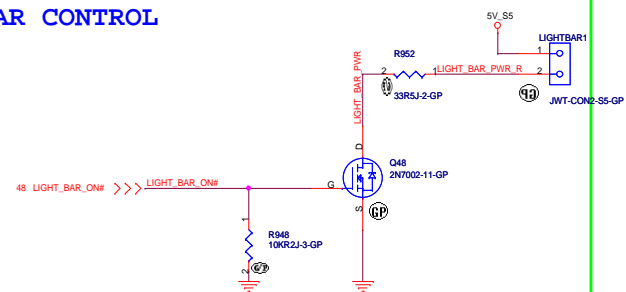 AR CONTROL
5V_S5
LIGHTBAR1
R952
1
2
1
LIGHT_BAR_PWR_R
2
33R5J-2-GP
JWT-CON2-S5-GP
LIGHT_BAR_PWR
D
Q48
2N7002-11-GP
G
S
GP
48 LIGHT_BAR_ON#
LIGHT_BAR_ON#
1
R948
10KR2J-3-GP
2